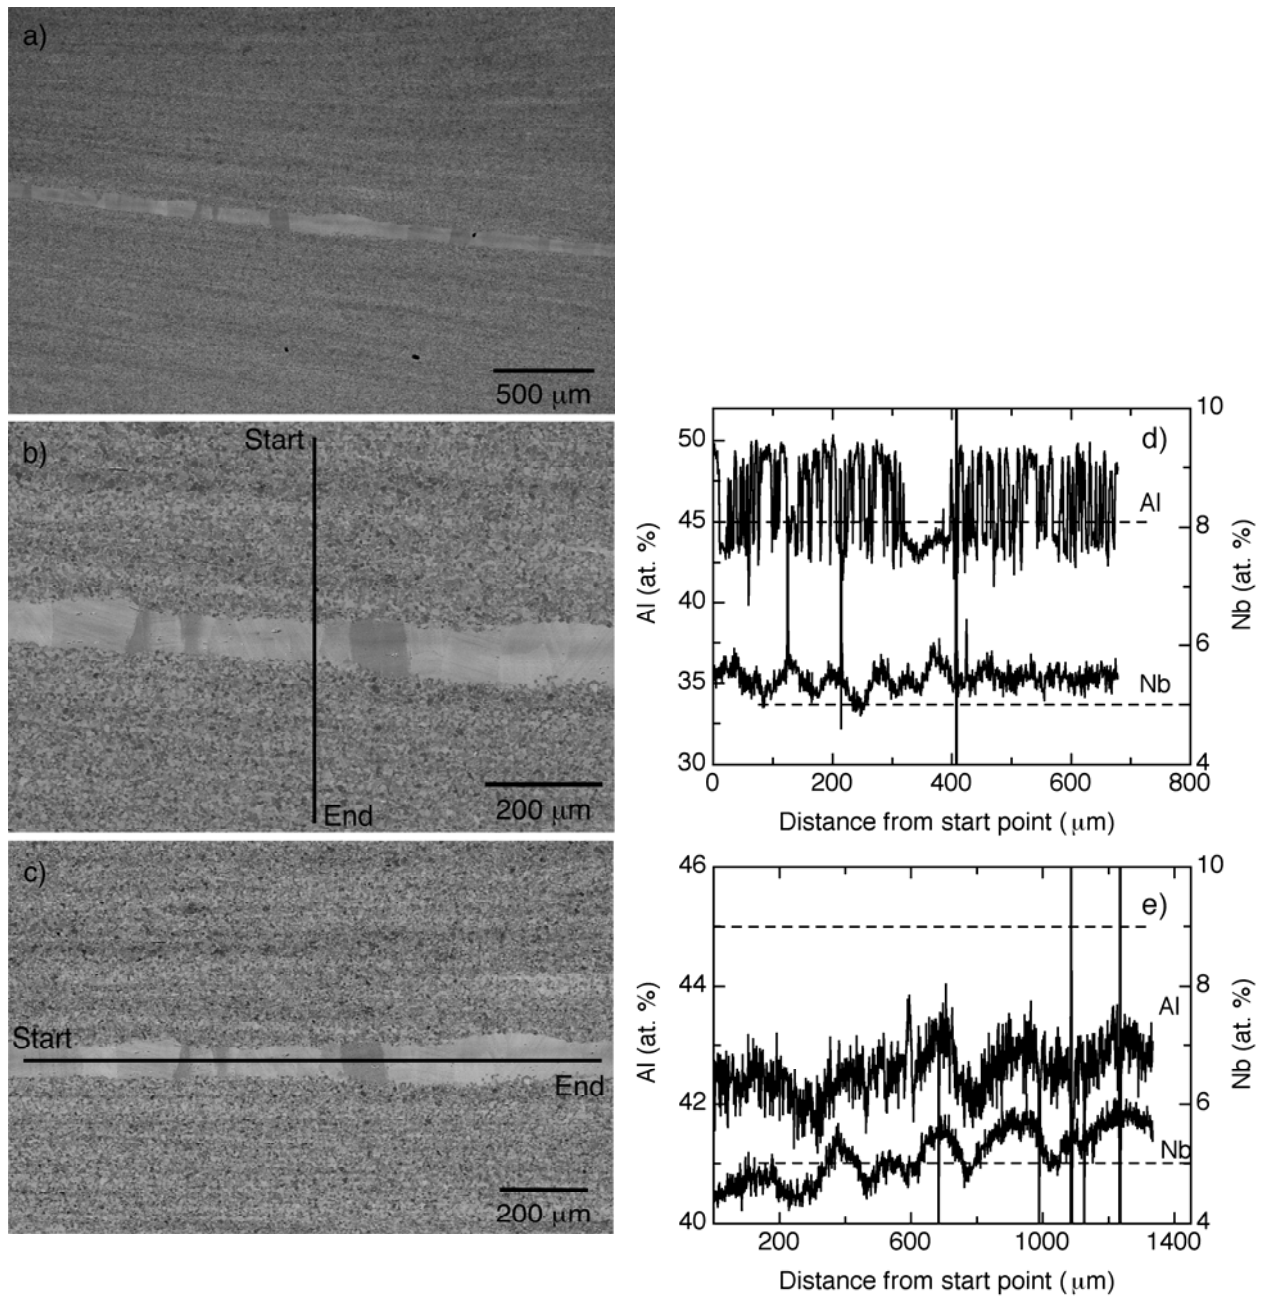 a)
500 μm
b)
Start
200 μm
End
c)
Start
End
200 μm
d)
50
45
40
35
30
10
8
6
4
Al
Nb
Al (at. %)
Nb (at. %)
0 200 400 600 800
Distance from start point (μm)
e)
46
44
42
40
10
8
6
4
Al
Nb
Al (at. %)
Nb (at. %)
200 600 1000 1400
Distance from start point (μm)